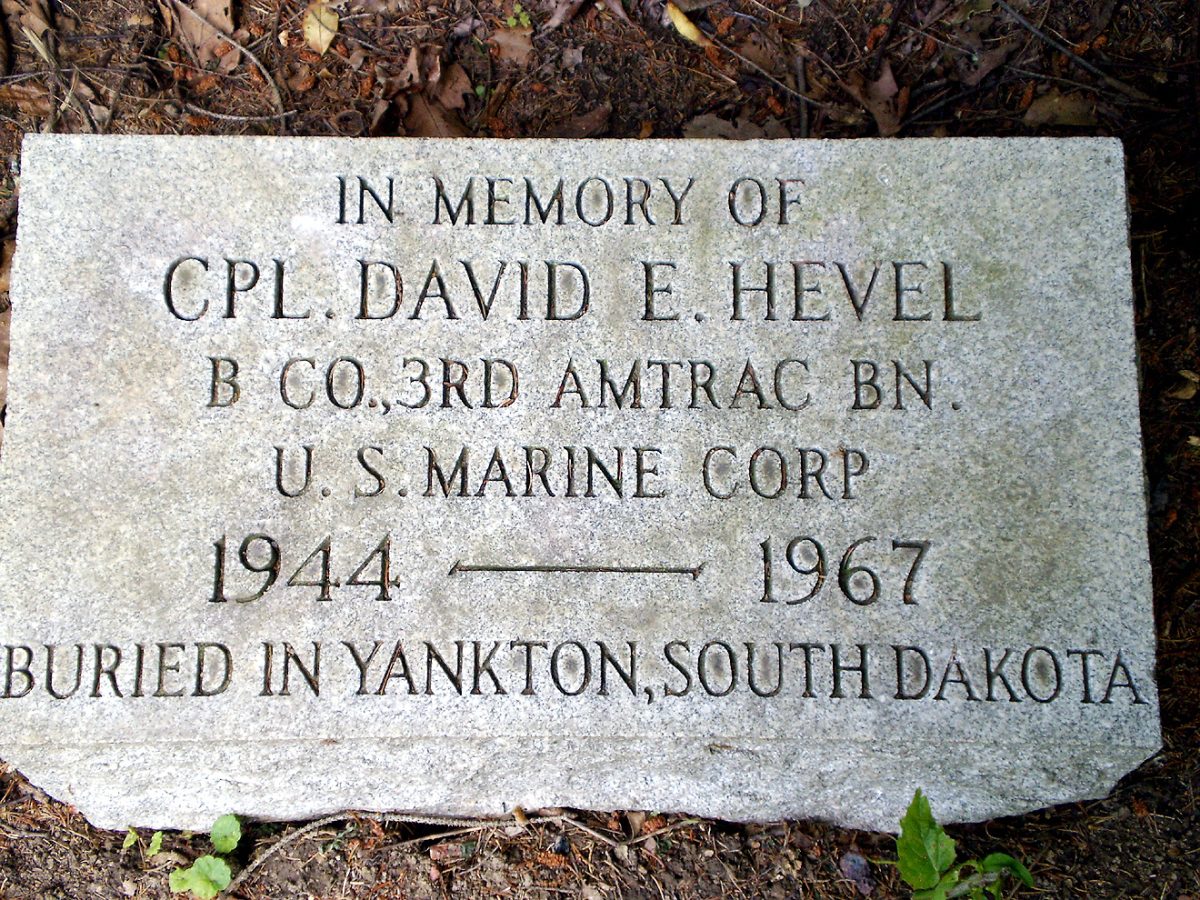 IN MEMORY OF
CPL. DAVID E. HEVEL
B CO.,3RD AMTRAC BN.
U.S. MARINE CORP
1944 — 1967
BURIED IN YANKTON, SOUTH DAKOTA